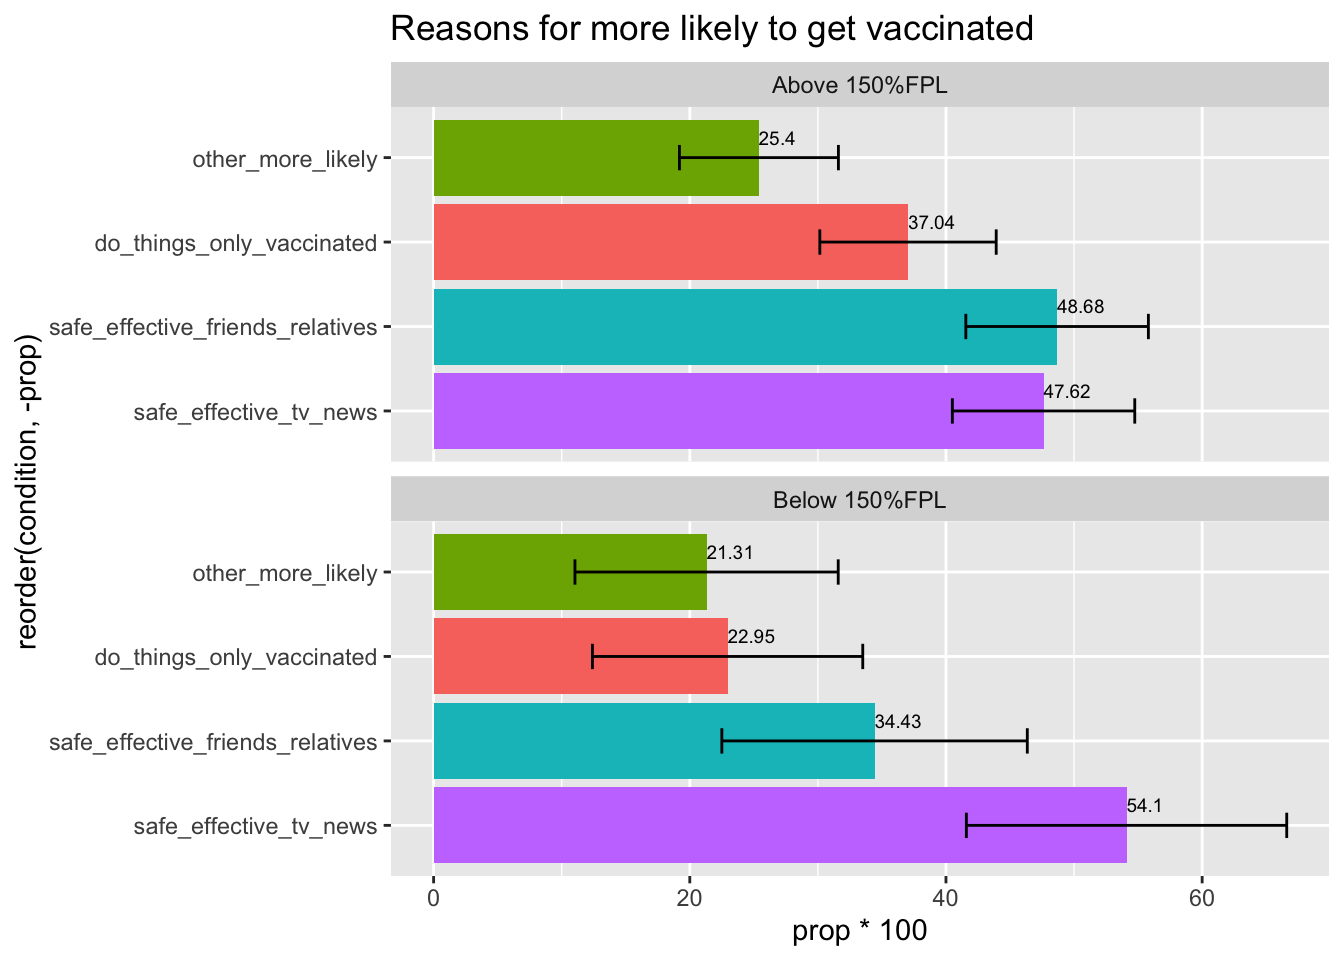 Reasons for more likely to get vaccinated
Above 150%FPL
other_more_likely
25.4
do_things_only_vaccinated
37.04
safe_effective_friends_relatives
48.68
safe_effective_tv_news
47.62
reorder(condition, -prop)
Below 150%FPL
other_more_likely
21.31
do_things_only_vaccinated
22.95
safe_effective_friends_relatives
34.43
safe_effective_tv_news
54.1
0 20 40 60
prop * 100